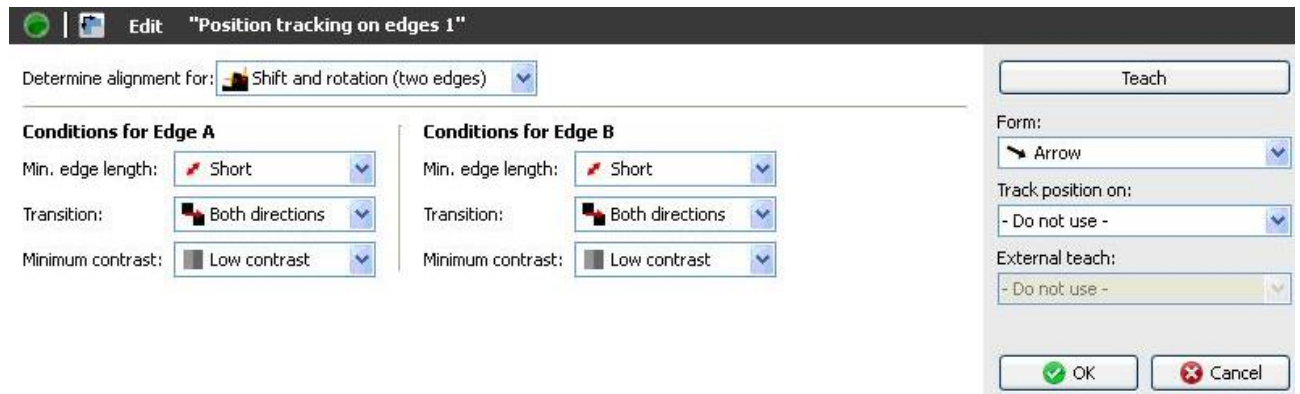 Edit "Position tracking on edges 1"
Determine alignment for: Shift and rotation (two edges)
Conditions for Edge A
Min. edge length: Short
Transition: Both directions
Minimum contrast: Low contrast
Conditions for Edge B
Min. edge length: Short
Transition: Both directions
Minimum contrast: Low contrast
Teach
Form:
Arrow
Track position on:
- Do not use -
External teach:
- Do not use -
OK Cancel